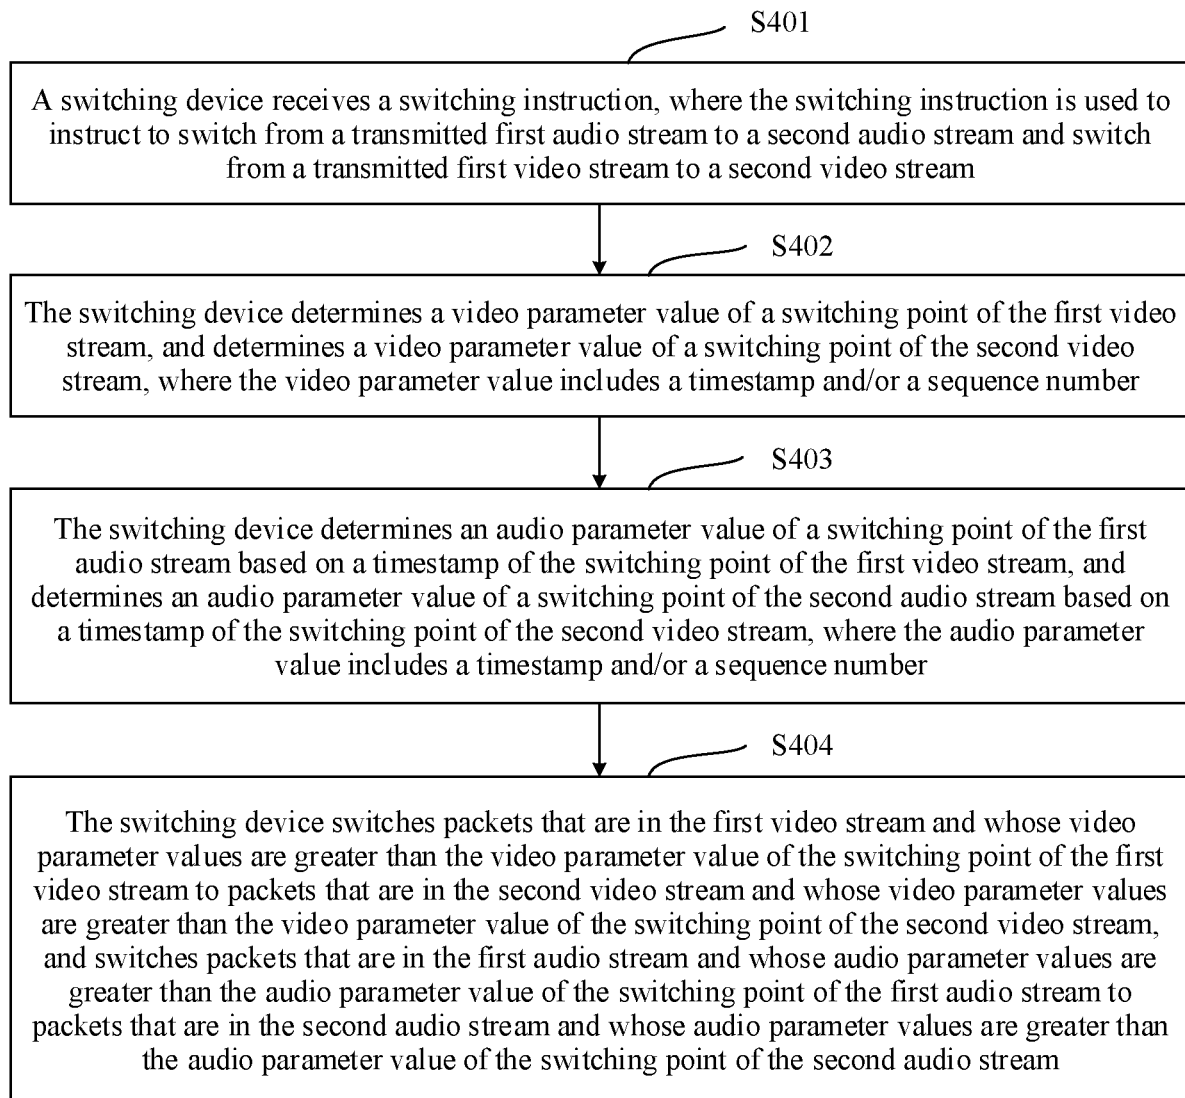 S401
A switching device receives a switching instruction, where the switching instruction is used to
instruct to switch from a transmitted first audio stream to a second audio stream and switch
from a transmitted first video stream to a second video stream
S402
The switching device determines a video parameter value of a switching point of the first video
stream, and determines a video parameter value of a switching point of the second video
stream, where the video parameter value includes a timestamp and/or a sequence number
S403
The switching device determines an audio parameter value of a switching point of the first
audio stream based on a timestamp of the switching point of the first video stream, and
determines an audio parameter value of a switching point of the second audio stream based on
a timestamp of the switching point of the second video stream, where the audio parameter
value includes a timestamp and/or a sequence number
S404
The switching device switches packets that are in the first video stream and whose video
parameter values are greater than the video parameter value of the switching point of the first
video stream to packets that are in the second video stream and whose video parameter values
are greater than the video parameter value of the switching point of the second video stream,
and switches packets that are in the first audio stream and whose audio parameter values are
greater than the audio parameter value of the switching point of the first audio stream to
packets that are in the second audio stream and whose audio parameter values are greater than
the audio parameter value of the switching point of the second audio stream